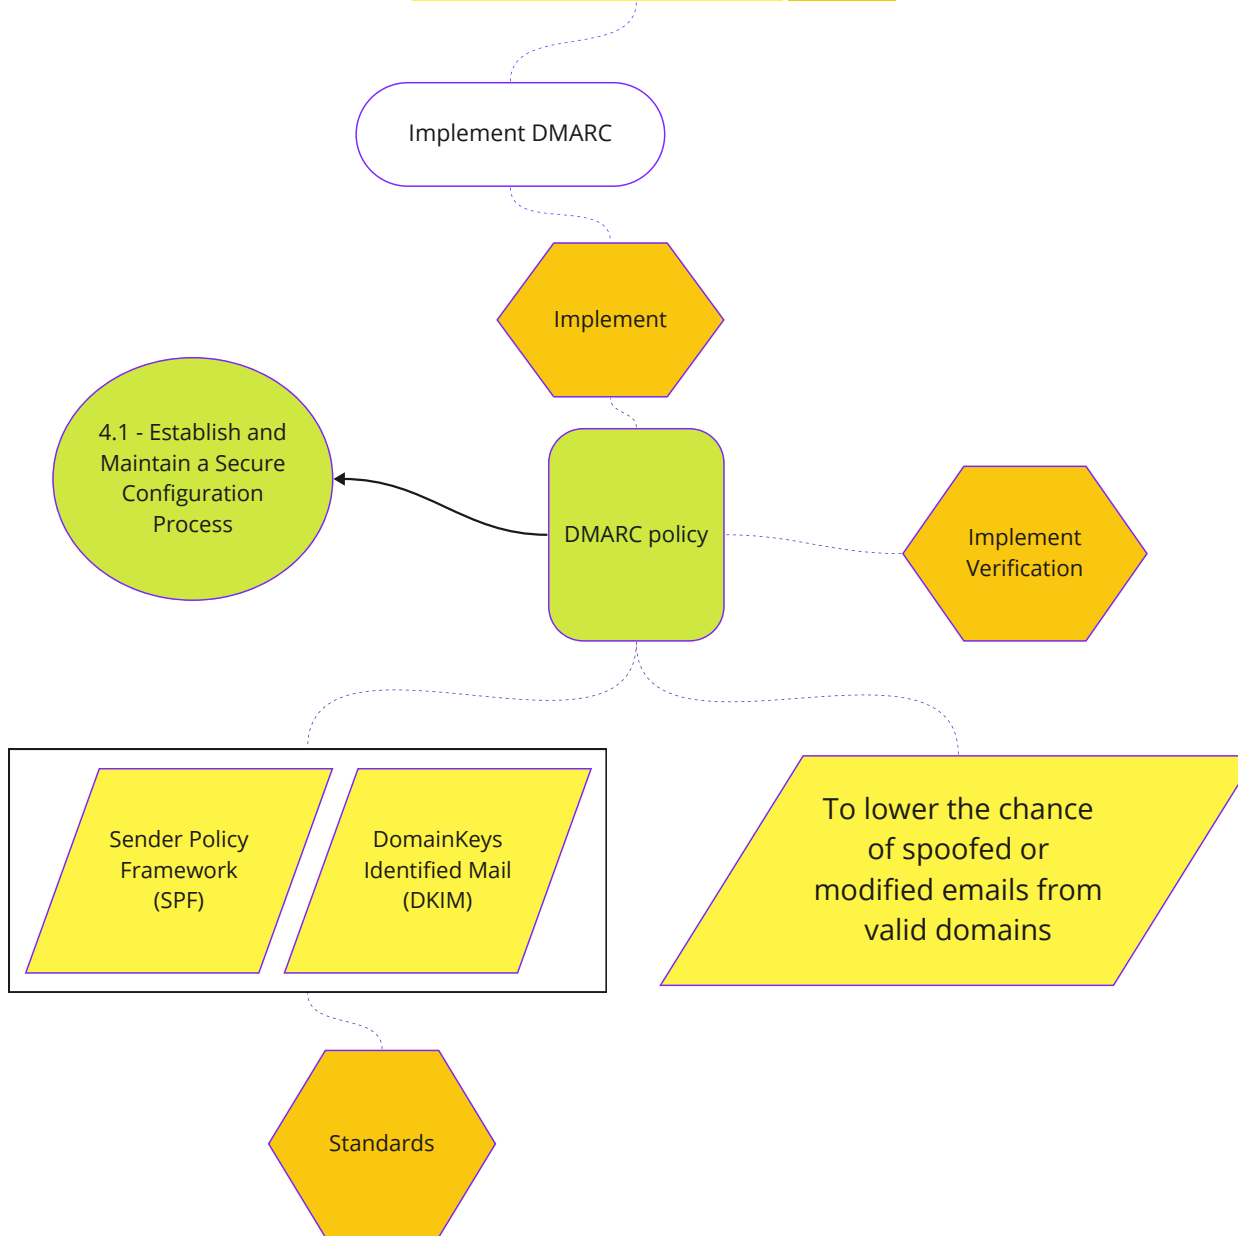 Implement DMARC
Implement
4.1 - Establish and
Maintain a Secure
Configuration
Process
DMARC policy
Implement
Verification
Sender Policy
Framework
(SPF)
DomainKeys
Identified Mail
(DKIM)
To lower the chance
of spoofed or
modified emails from
valid domains
Standards